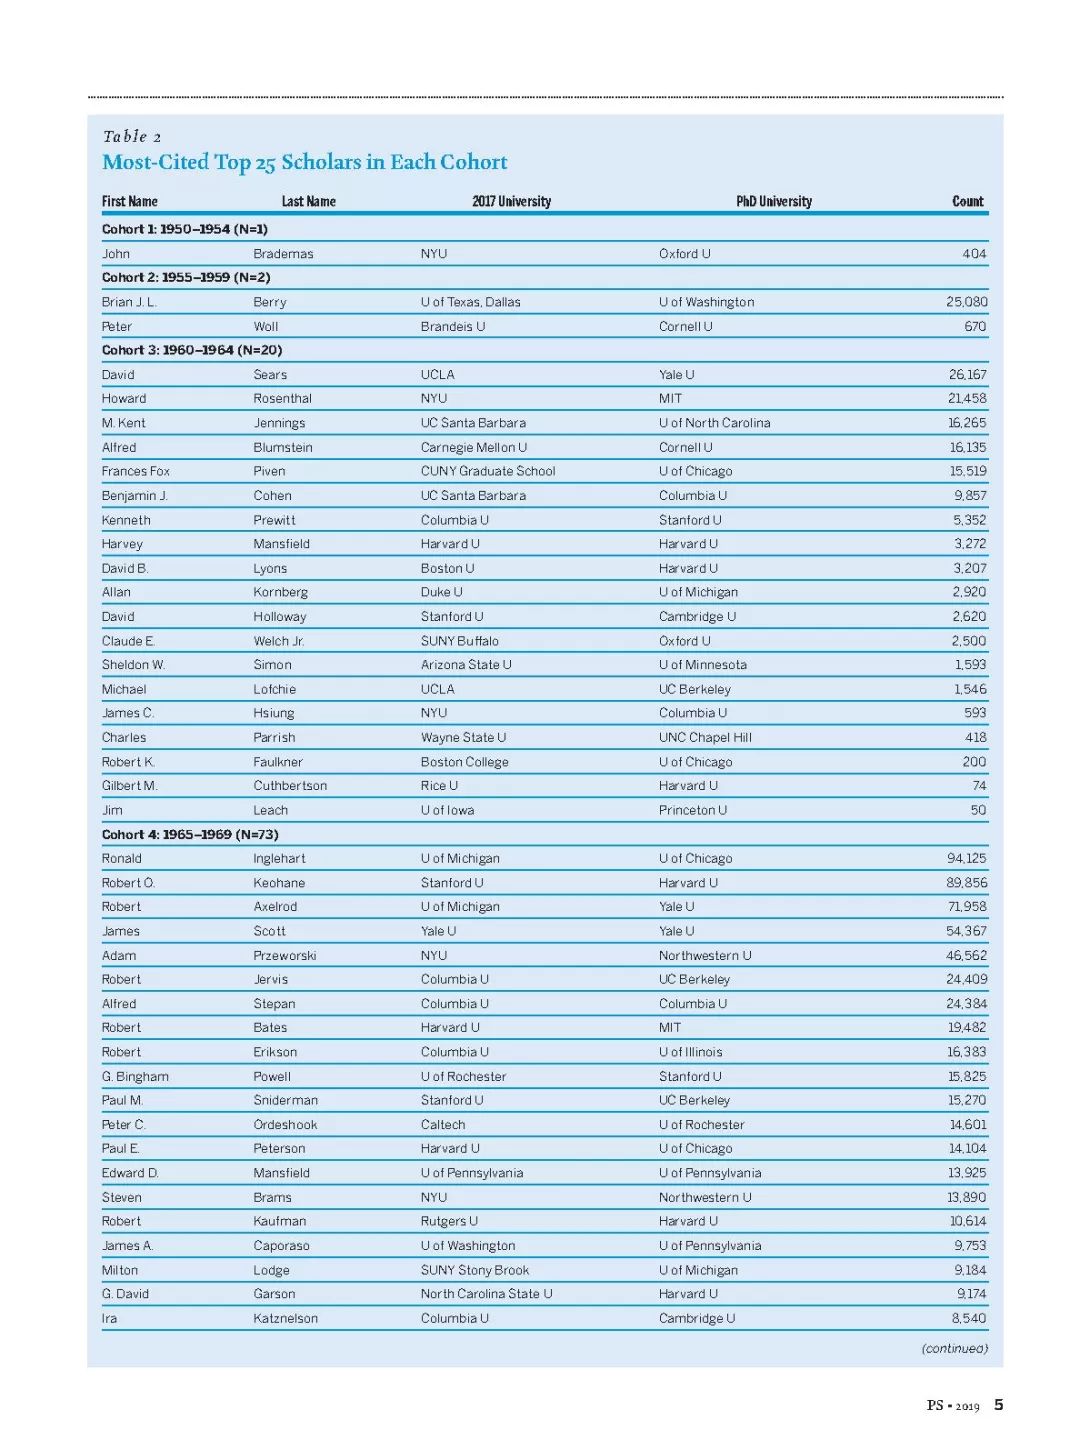 Table 2
Most-Cited Top 25 Scholars in Each Cohort
First Name Last Name 2017 University PhD University Count
Cohort 1: 1950–1954 (N=1)
John Brademas NYU Oxford U 404
Cohort 2: 1955–1959 (N=2)
Brian J. L. Berry U of Texas, Dallas U of Washington 25,080
Peter Woll Brandeis U Cornell U 670
Cohort 3: 1960–1964 (N=20)
David Sears UCLA Yale U 26,167
Howard Rosenthal NYU MIT 21,458
M. Kent Jennings UC Santa Barbara U of North Carolina 16,265
Alfred Blumstein Carnegie Mellon U Cornell U 16,135
Frances Fox Piven CUNY Graduate School U of Chicago 15,519
Benjamin J. Cohen UC Santa Barbara Columbia U 9,857
Kenneth Prewitt Columbia U Stanford U 5,352
Harvey Mansfield Harvard U Harvard U 3,272
David B. Lyons Boston U Harvard U 3,207
Allan Kornberg Duke U U of Michigan 2,920
David Holloway Stanford U Cambridge U 2,620
Claude E. Welch Jr. SUNY Buffalo Oxford U 2,500
Sheldon W. Simon Arizona State U U of Minnesota 1,593
Michael Lofchie UCLA UC Berkeley 1,546
James C. Hsiung NYU Columbia U 593
Charles Parrish Wayne State U UNC Chapel Hill 418
Robert K. Faulkner Boston College U of Chicago 200
Gilbert M. Cuthbertson Rice U Harvard U 74
Jim Leach U of Iowa Princeton U 50
Cohort 4: 1965–1969 (N=73)
Ronald Inglehart U of Michigan U of Chicago 94,125
Robert O. Keohane Stanford U Harvard U 89,856
Robert Axelrod U of Michigan Yale U 71,958
James Scott Yale U Yale U 54,367
Adam Przeworski NYU Northwestern U 46,562
Robert Jervis Columbia U UC Berkeley 24,409
Alfred Stepan Columbia U Columbia U 24,384
Robert Bates Harvard U MIT 19,482
Robert Erikson Columbia U U of Illinois 16,383
G. Bingham Powell U of Rochester Stanford U 15,825
Paul M. Sniderman Stanford U UC Berkeley 15,270
Peter C. Ordeshook Caltech U of Rochester 14,601
Paul E. Peterson Harvard U U of Chicago 14,104
Edward D. Mansfield U of Pennsylvania U of Pennsylvania 13,925
Steven Brams NYU Northwestern U 13,890
Robert Kaufman Rutgers U Harvard U 10,614
James A. Caporaso U of Washington U of Pennsylvania 9,753
Milton Lodge SUNY Stony Brook U of Michigan 9,184
G. David Garson North Carolina State U Harvard U 9,174
Ira Katznelson Columbia U Cambridge U 8,540
(continued)
PS • 2019 5